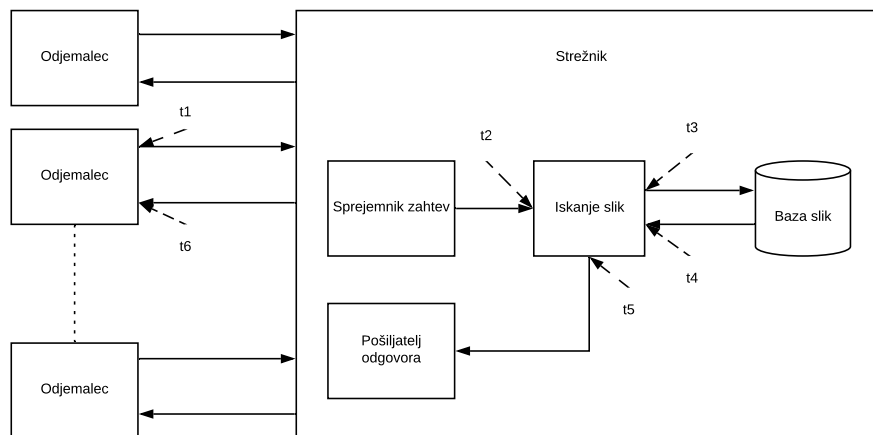 Odjemalec
Strežnik
t1
t2
t3
Odjemalec
Sprejemnik zahtev
Iskanje slik
Baza slik
t6
t4
t5
Pošiljatelj
odgovora
Odjemalec